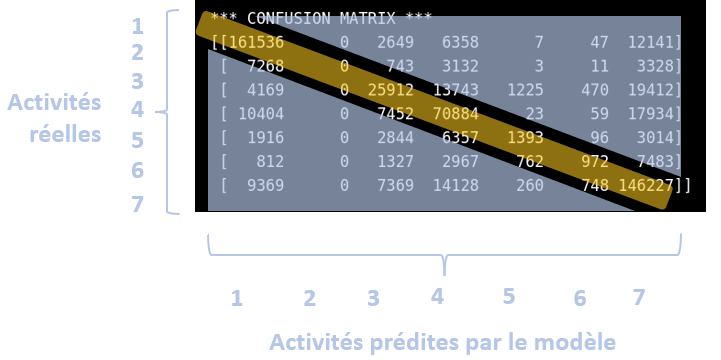 *** CONFUSION MATRIX ***
1 [[161536 0 2649 6358 7 47 12141]
2 [ 7268 0 743 3132 3 11 3328]
3 [ 4169 0 25912 13743 1225 470 19412]
Activités réelles
4 [ 10404 0 7452 70884 23 59 17934]
5 [ 1916 0 2844 6357 1393 96 3014]
6 [ 812 0 1327 2967 762 972 7483]
7 [ 9369 0 7369 14128 260 748 146227]]
1 2 3 4 5 6 7
Activités prédites par le modèle